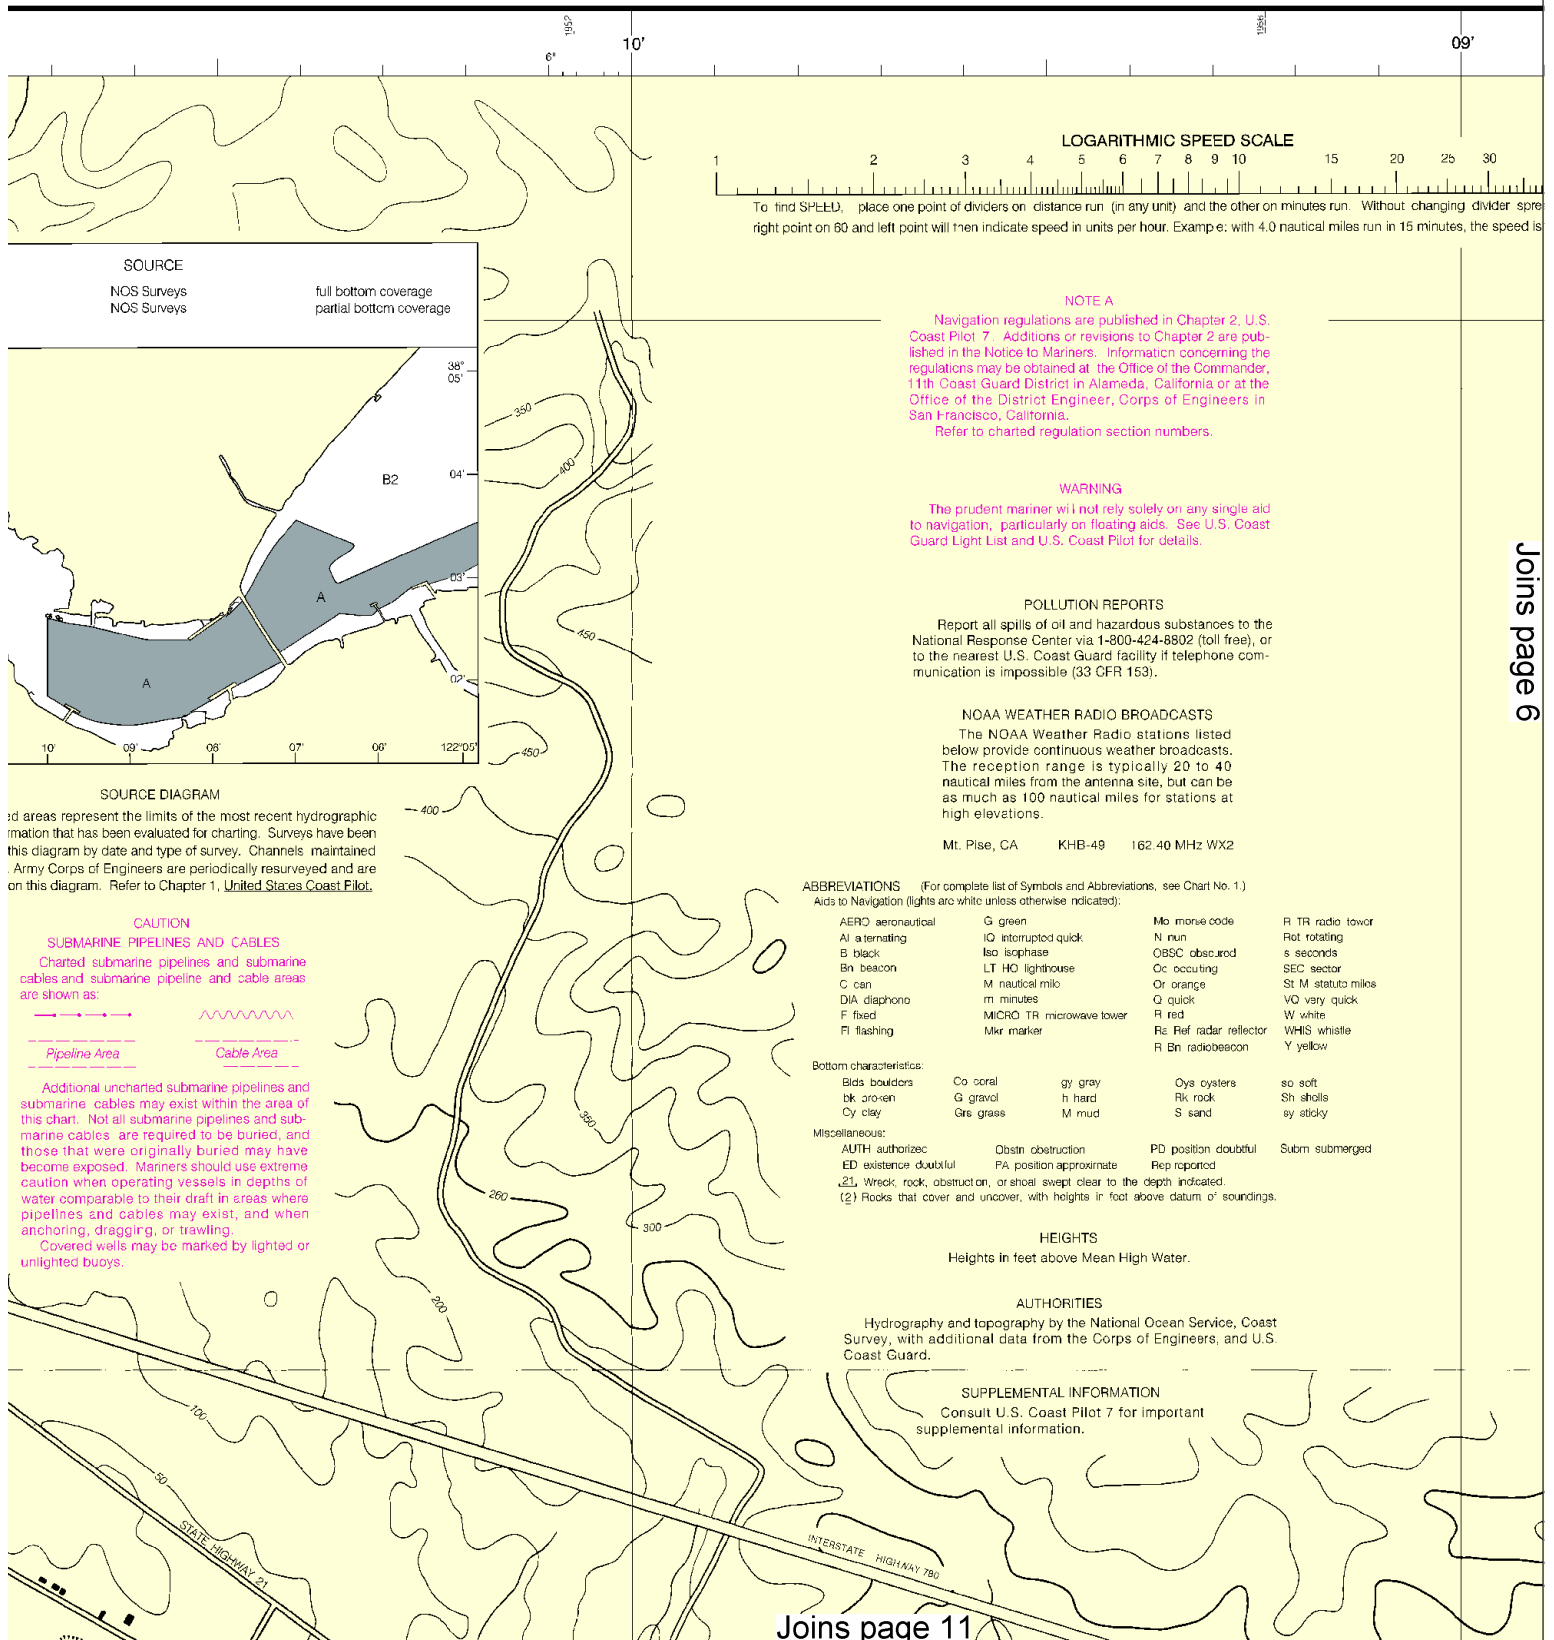 1952
1966
6"
10'
09'
LOGARITHMIC SPEED SCALE
1 2 3 4 5 6 7 8 9 10 15 20 25 30
To find SPEED, place one point of dividers on distance run (in any unit) and the other on minutes run. Without changing divider spre
right point on 60 and left point will then indicate speed in units per hour. Example: with 4.0 nautical miles run in 15 minutes, the speed is
SOURCE
NOS Surveys full bottom coverage
NOS Surveys partial bottom coverage
38°
05'
04'
B2
03'
A
A
02'
10' 09' 08' 07' 06' 122°05'
SOURCE DIAGRAM
ed areas represent the limits of the most recent hydrographic
rmation that has been evaluated for charting. Surveys have been
this diagram by date and type of survey. Channels maintained
. Army Corps of Engineers are periodically resurveyed and are
on this diagram. Refer to Chapter 1, United States Coast Pilot.
CAUTION
SUBMARINE PIPELINES AND CABLES
Charted submarine pipelines and submarine
cables and submarine pipeline and cable areas
are shown as:
Pipeline Area Cable Area
Additional uncharted submarine pipelines and
submarine cables may exist within the area of
this chart. Not all submarine pipelines and sub-
marine cables are required to be buried, and
those that were originally buried may have
become exposed. Mariners should use extreme
caution when operating vessels in depths of
water comparable to their draft in areas where
pipelines and cables may exist, and when
anchoring, dragging, or trawling.
Covered wells may be marked by lighted or
unlighted buoys.
350
400
450
450
400
350
260
300
200
100
50
STATE HIGHWAY 21
INTERSTATE HIGHWAY 780
NOTE A
Navigation regulations are published in Chapter 2, U.S.
Coast Pilot 7. Additions or revisions to Chapter 2 are pub-
lished in the Notice to Mariners. Information concerning the
regulations may be obtained at the Office of the Commander,
11th Coast Guard District in Alameda, California or at the
Office of the District Engineer, Corps of Engineers in
San Francisco, California.
Refer to charted regulation section numbers.
WARNING
The prudent mariner will not rely solely on any single aid
to navigation, particularly on floating aids. See U.S. Coast
Guard Light List and U.S. Coast Pilot for details.
POLLUTION REPORTS
Report all spills of oil and hazardous substances to the
National Response Center via 1-800-424-8802 (toll free), or
to the nearest U.S. Coast Guard facility if telephone com-
munication is impossible (33 CFR 153).
NOAA WEATHER RADIO BROADCASTS
The NOAA Weather Radio stations listed
below provide continuous weather broadcasts.
The reception range is typically 20 to 40
nautical miles from the antenna site, but can be
as much as 100 nautical miles for stations at
high elevations.
Mt. Pise, CA KHB-49 162.40 MHz WX2
ABBREVIATIONS (For complete list of Symbols and Abbreviations, see Chart No. 1.)
Aids to Navigation (lights are white unless otherwise indicated):
AERO aeronautical G green Mo morse code R TR radio tower
Al alternating IQ interrupted quick N nun Rot rotating
B black Iso isophase OBSC obscured s seconds
Bn beacon LT HO lighthouse Oc occulting SEC sector
C can M nautical mile Or orange St M statute miles
DIA diaphone m minutes Q quick VQ very quick
F fixed MICRO TR microwave tower R red W white
Fl flashing Mkr marker Ra Ref radar reflector WHIS whistle
R Bn radiobeacon Y yellow
Bottom characteristics:
Blds boulders Co coral gy gray Oys oysters so soft
bk broken G gravel h hard Rk rock Sh shells
Cy clay Grs grass M mud S sand sy sticky
Miscellaneous:
AUTH authorized Obstn obstruction PD position doubtful Subm submerged
ED existence doubtful PA position approximate Rep reported
21, Wreck, rock, obstruction, or shoal swept clear to the depth indicated.
(2) Rocks that cover and uncover, with heights in feet above datum of soundings.
HEIGHTS
Heights in feet above Mean High Water.
AUTHORITIES
Hydrography and topography by the National Ocean Service, Coast
Survey, with additional data from the Corps of Engineers, and U.S.
Coast Guard.
SUPPLEMENTAL INFORMATION
Consult U.S. Coast Pilot 7 for important
supplemental information.
Joins page 6
Joins page 11